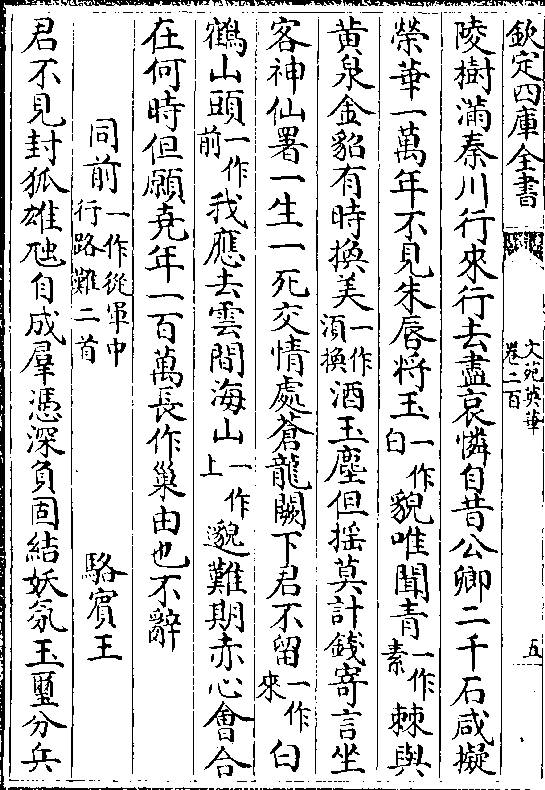 欽定四庫全書
文苑英華
卷二百
五
陵樹滿秦川行來行去盡哀憐自昔公卿二千石咸擬
榮華一萬年不見朱唇將玉一作白貌唯聞青一作素棘與
黄泉金貂有時換美一作須換酒玉塵但揺莫計錢寄言坐
客神仙署一生一死交情處蒼龍闕下君不留一作來白
鶴山頭一作前我應去雲間海山一作上邈難期赤心會合
在何時但願堯年一百萬長作巢由也不辭
同前一作從軍中行路難二首 駱賓王
君不見封狐雄虺自成羣憑深負固結妖氛玉璽分兵